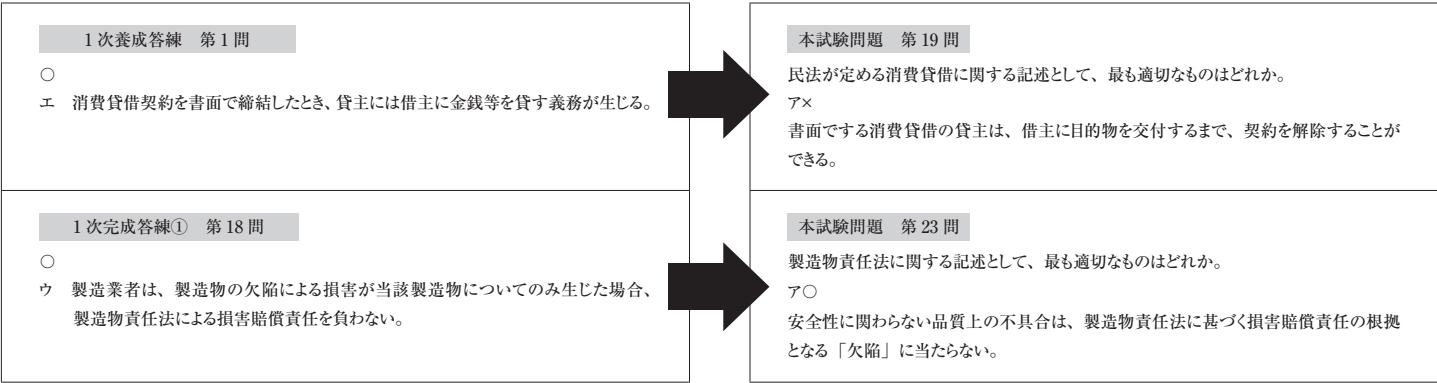 1次養成答練 第1問
○
エ 消費貸借契約を書面で締結したとき、貸主には借主に金銭等を貸す義務が生じる。
本試験問題 第19問
民法が定める消費貸借に関する記述として、最も適切なものはどれか。
ア×
書面でする消費貸借の貸主は、借主に目的物を交付するまで、契約を解除することが
できる。
1次完成答練① 第18問
○
ウ 製造業者は、製造物の欠陥による損害が当該製造物についてのみ生じた場合、
製造物責任法による損害賠償責任を負わない。
本試験問題 第23問
製造物責任法に関する記述として、最も適切なものはどれか。
ア○
安全性に関わらない品質上の不具合は、製造物責任法に基づく損害賠償責任の根拠
となる「欠陥」に当たらない。